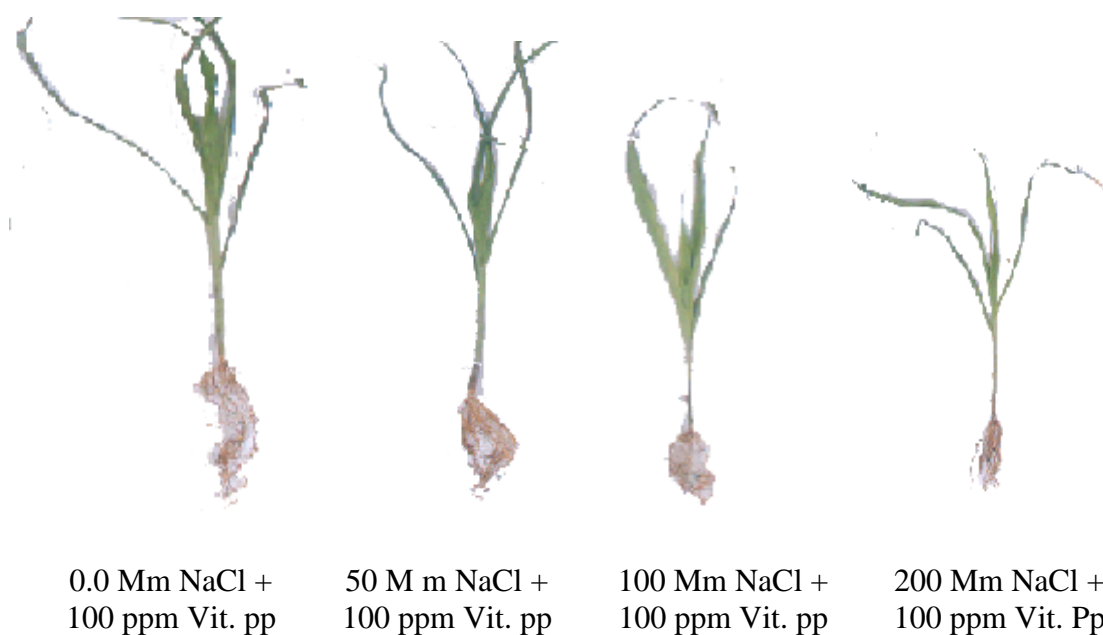 0.0 Mm NaCl +
100 ppm Vit. pp
50 M m NaCl +
100 ppm Vit. pp
100 Mm NaCl +
100 ppm Vit. pp
200 Mm NaCl +
100 ppm Vit. Pp